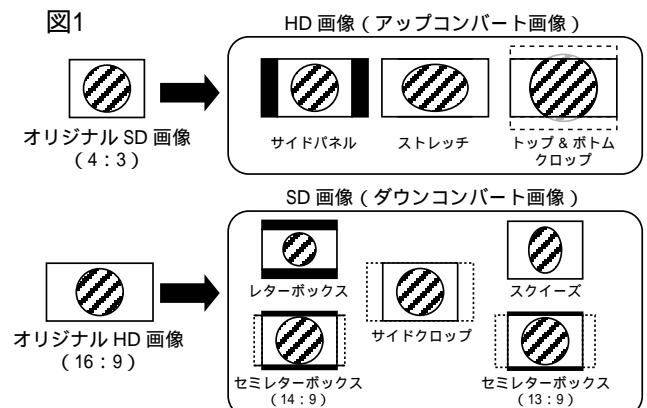 図1
HD 画像 ( アップコンバート画像 )
オリジナル SD 画像
( 4 : 3 )
サイドパネル
ストレッチ
トップ & ボトム
クロップ
SD 画像 ( ダウンコンバート画像 )
オリジナル HD 画像
( 16 : 9 )
レターボックス
サイドクロップ
スクイーズ
セミレターボックス
( 14 : 9 )
セミレターボックス
( 13 : 9 )